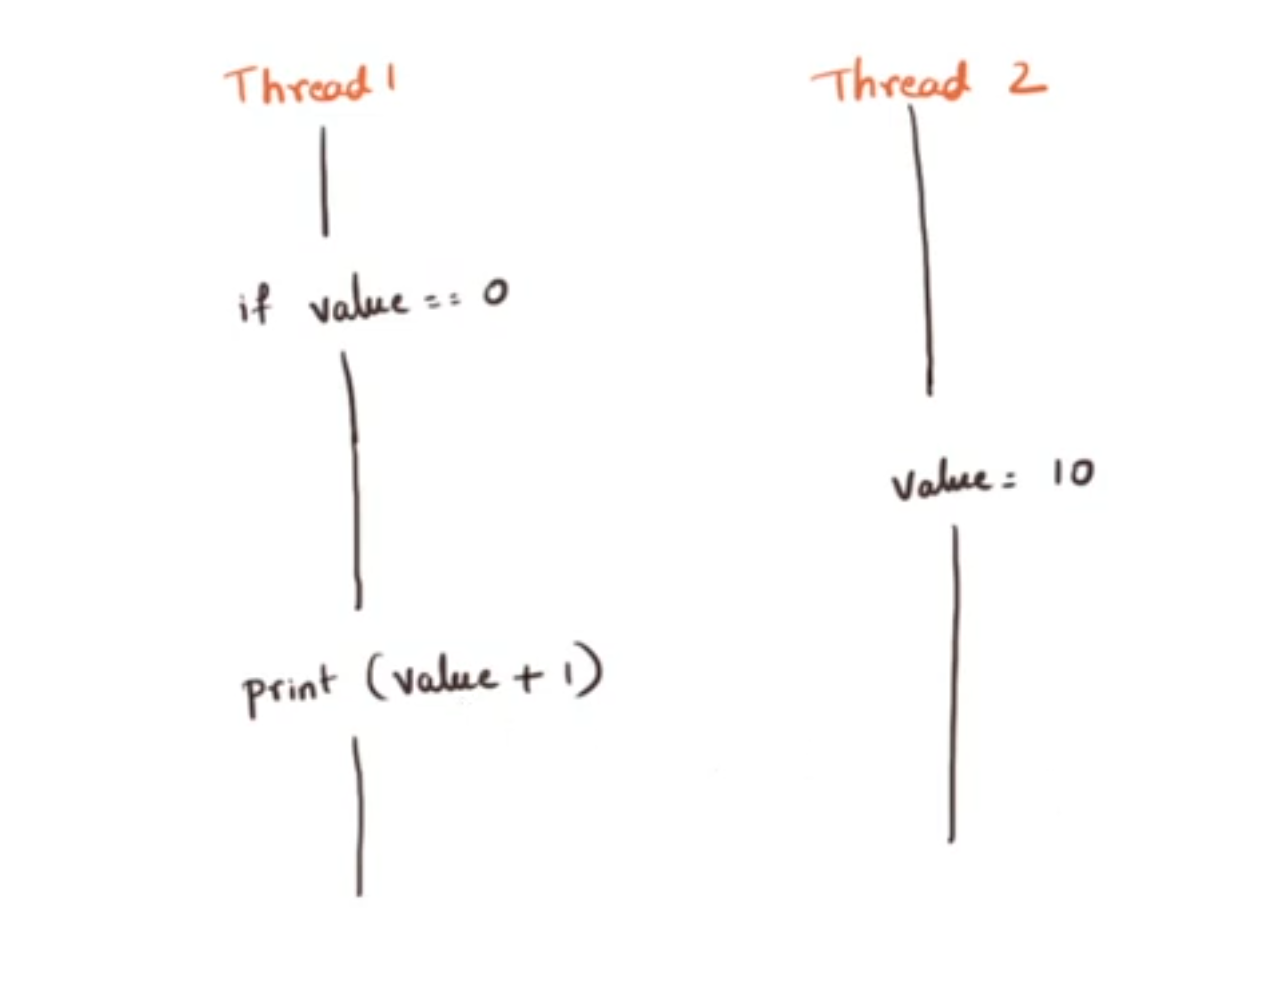 Thread 1
Thread 2
if value == 0
value = 10
print (value + 1)